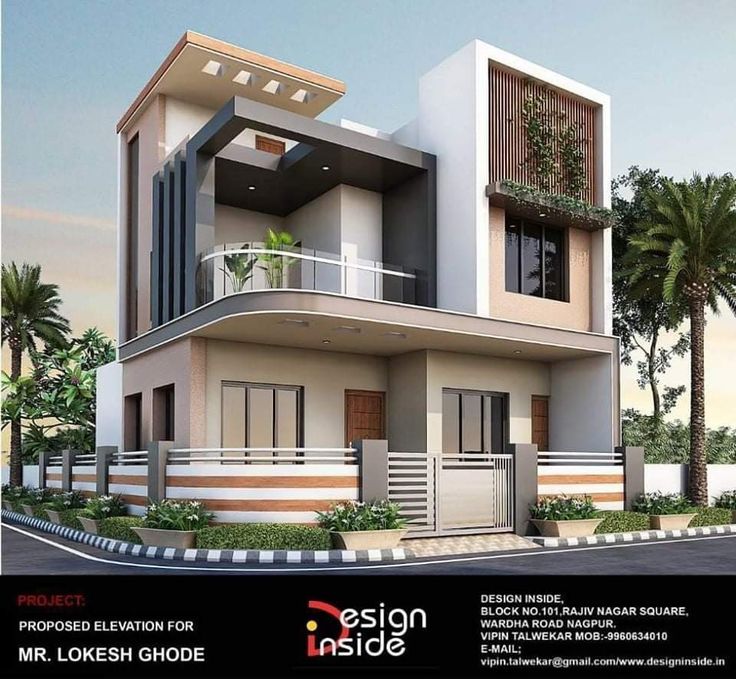 PROJECT:
PROPOSED ELEVATION FOR
MR. LOKESH GHODE
Design
inside
DESIGN INSIDE,
BLOCK NO.101,RAJIV NAGAR SQUARE,
WARDHA ROAD NAGPUR.
VIPIN TALWEKAR MOB:-9960634010
E-MAIL;
vipin.talwekar@gmail.com/www.designinside.in